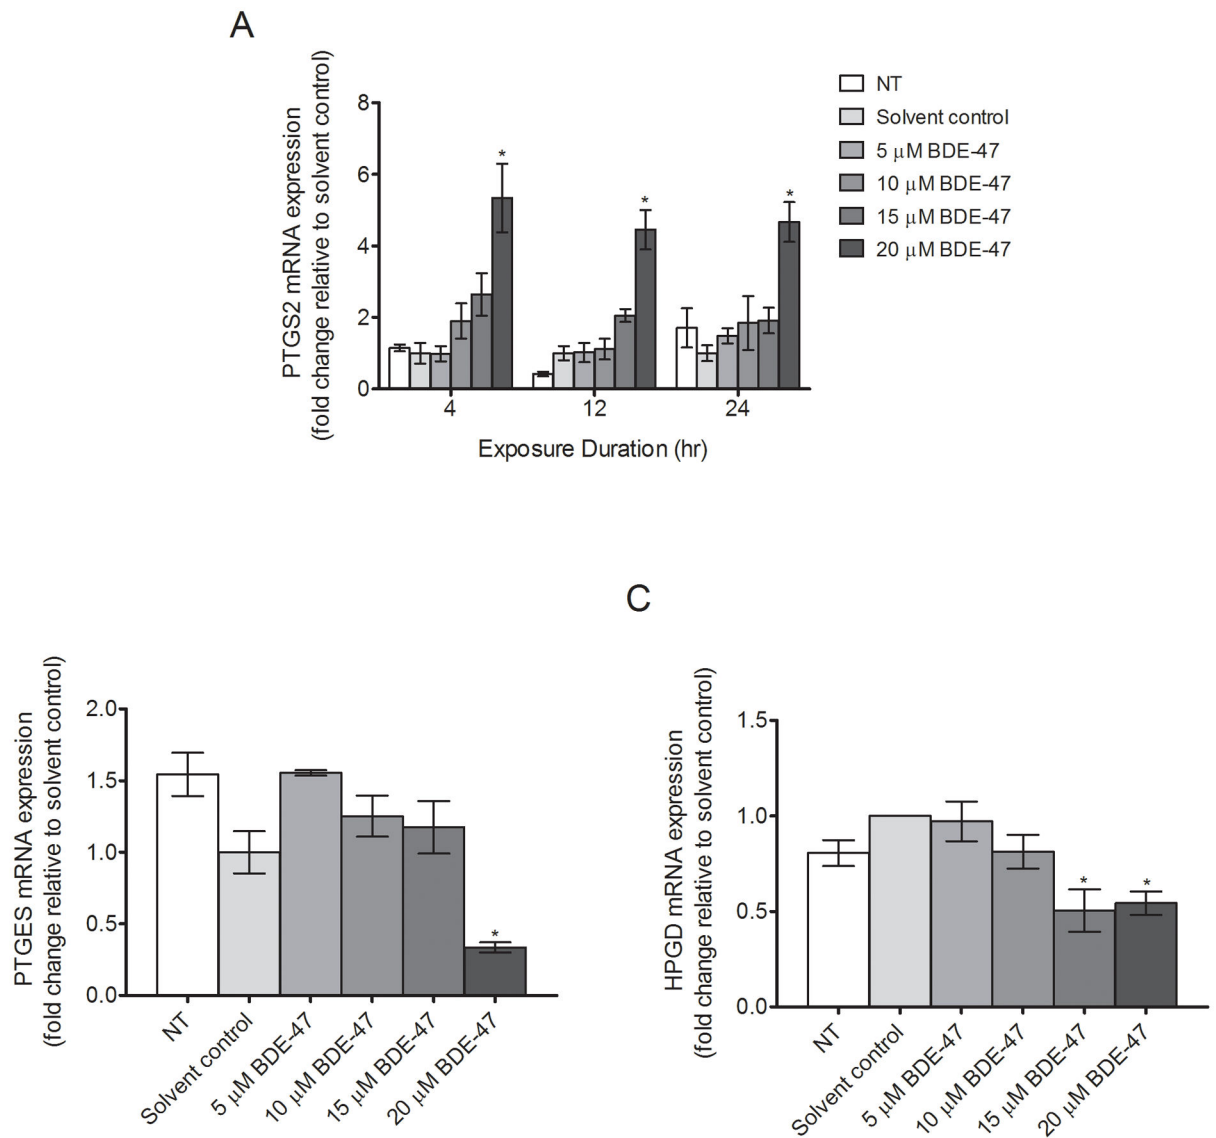 A
PTGS2 mRNA expression
(fold change relative to solvent control)
8
6
4
2
0
* * *
4 12 24
Exposure Duration (hr)
NT
Solvent control
5 μM BDE-47
10 μM BDE-47
15 μM BDE-47
20 μM BDE-47
PTGES mRNA expression
(fold change relative to solvent control)
2.0
1.5
1.0
0.5
0.0
*
NT
Solvent control
5 μM BDE-47
10 μM BDE-47
15 μM BDE-47
20 μM BDE-47
C
HPGD mRNA expression
(fold change relative to solvent control)
1.5
1.0
0.5
0.0
* *
NT
Solvent control
5 μM BDE-47
10 μM BDE-47
15 μM BDE-47
20 μM BDE-47